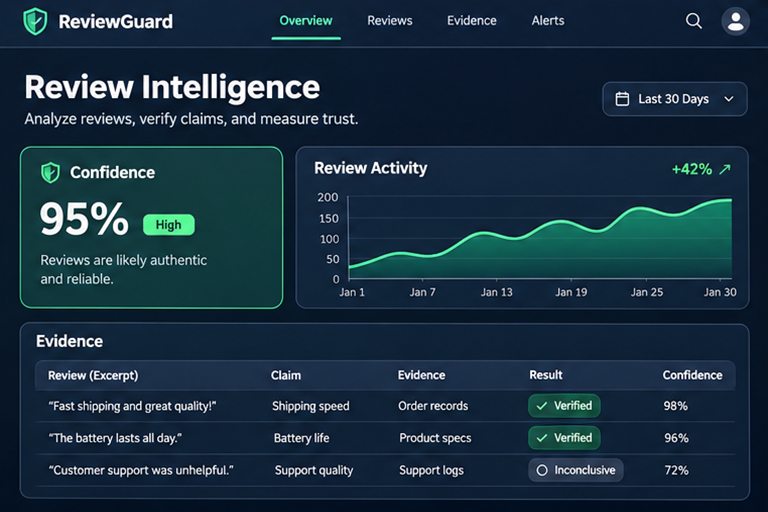 ReviewGuard
Overview Reviews Evidence Alerts
Review Intelligence
Analyze reviews, verify claims, and measure trust.
Last 30 Days
Confidence
95% High
Reviews are likely authentic
and reliable.
Review Activity
+42% ↗
200
150
100
50
0
Jan 1 Jan 7 Jan 13 Jan 19 Jan 25 Jan 30
Evidence
Review (Excerpt) Claim Evidence Result Confidence
“Fast shipping and great quality!” Shipping speed Order records Verified 98%
“The battery lasts all day.” Battery life Product specs Verified 96%
“Customer support was unhelpful.” Support quality Support logs Inconclusive 72%